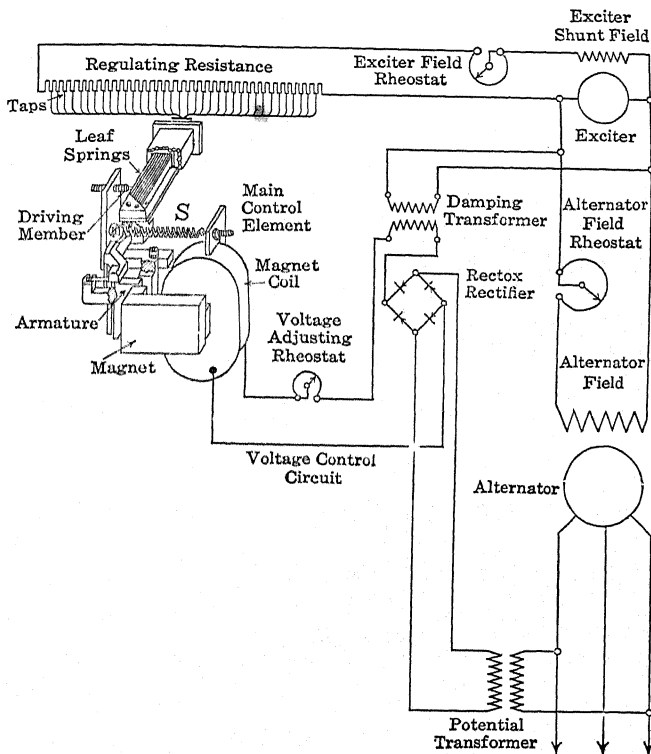 Exciter
Shunt Field
Exciter Field
Rheostat
Regulating Resistance
Taps
Exciter
Leaf
Springs
Main
Control
Element
S
Driving
Member
Damping
Transformer
Alternator
Field
Rheostat
Magnet
Coil
Rectox
Rectifier
Armature
Voltage
Adjusting
Rheostat
Magnet
Alternator
Field
Voltage Control
Circuit
Alternator
Potential
Transformer